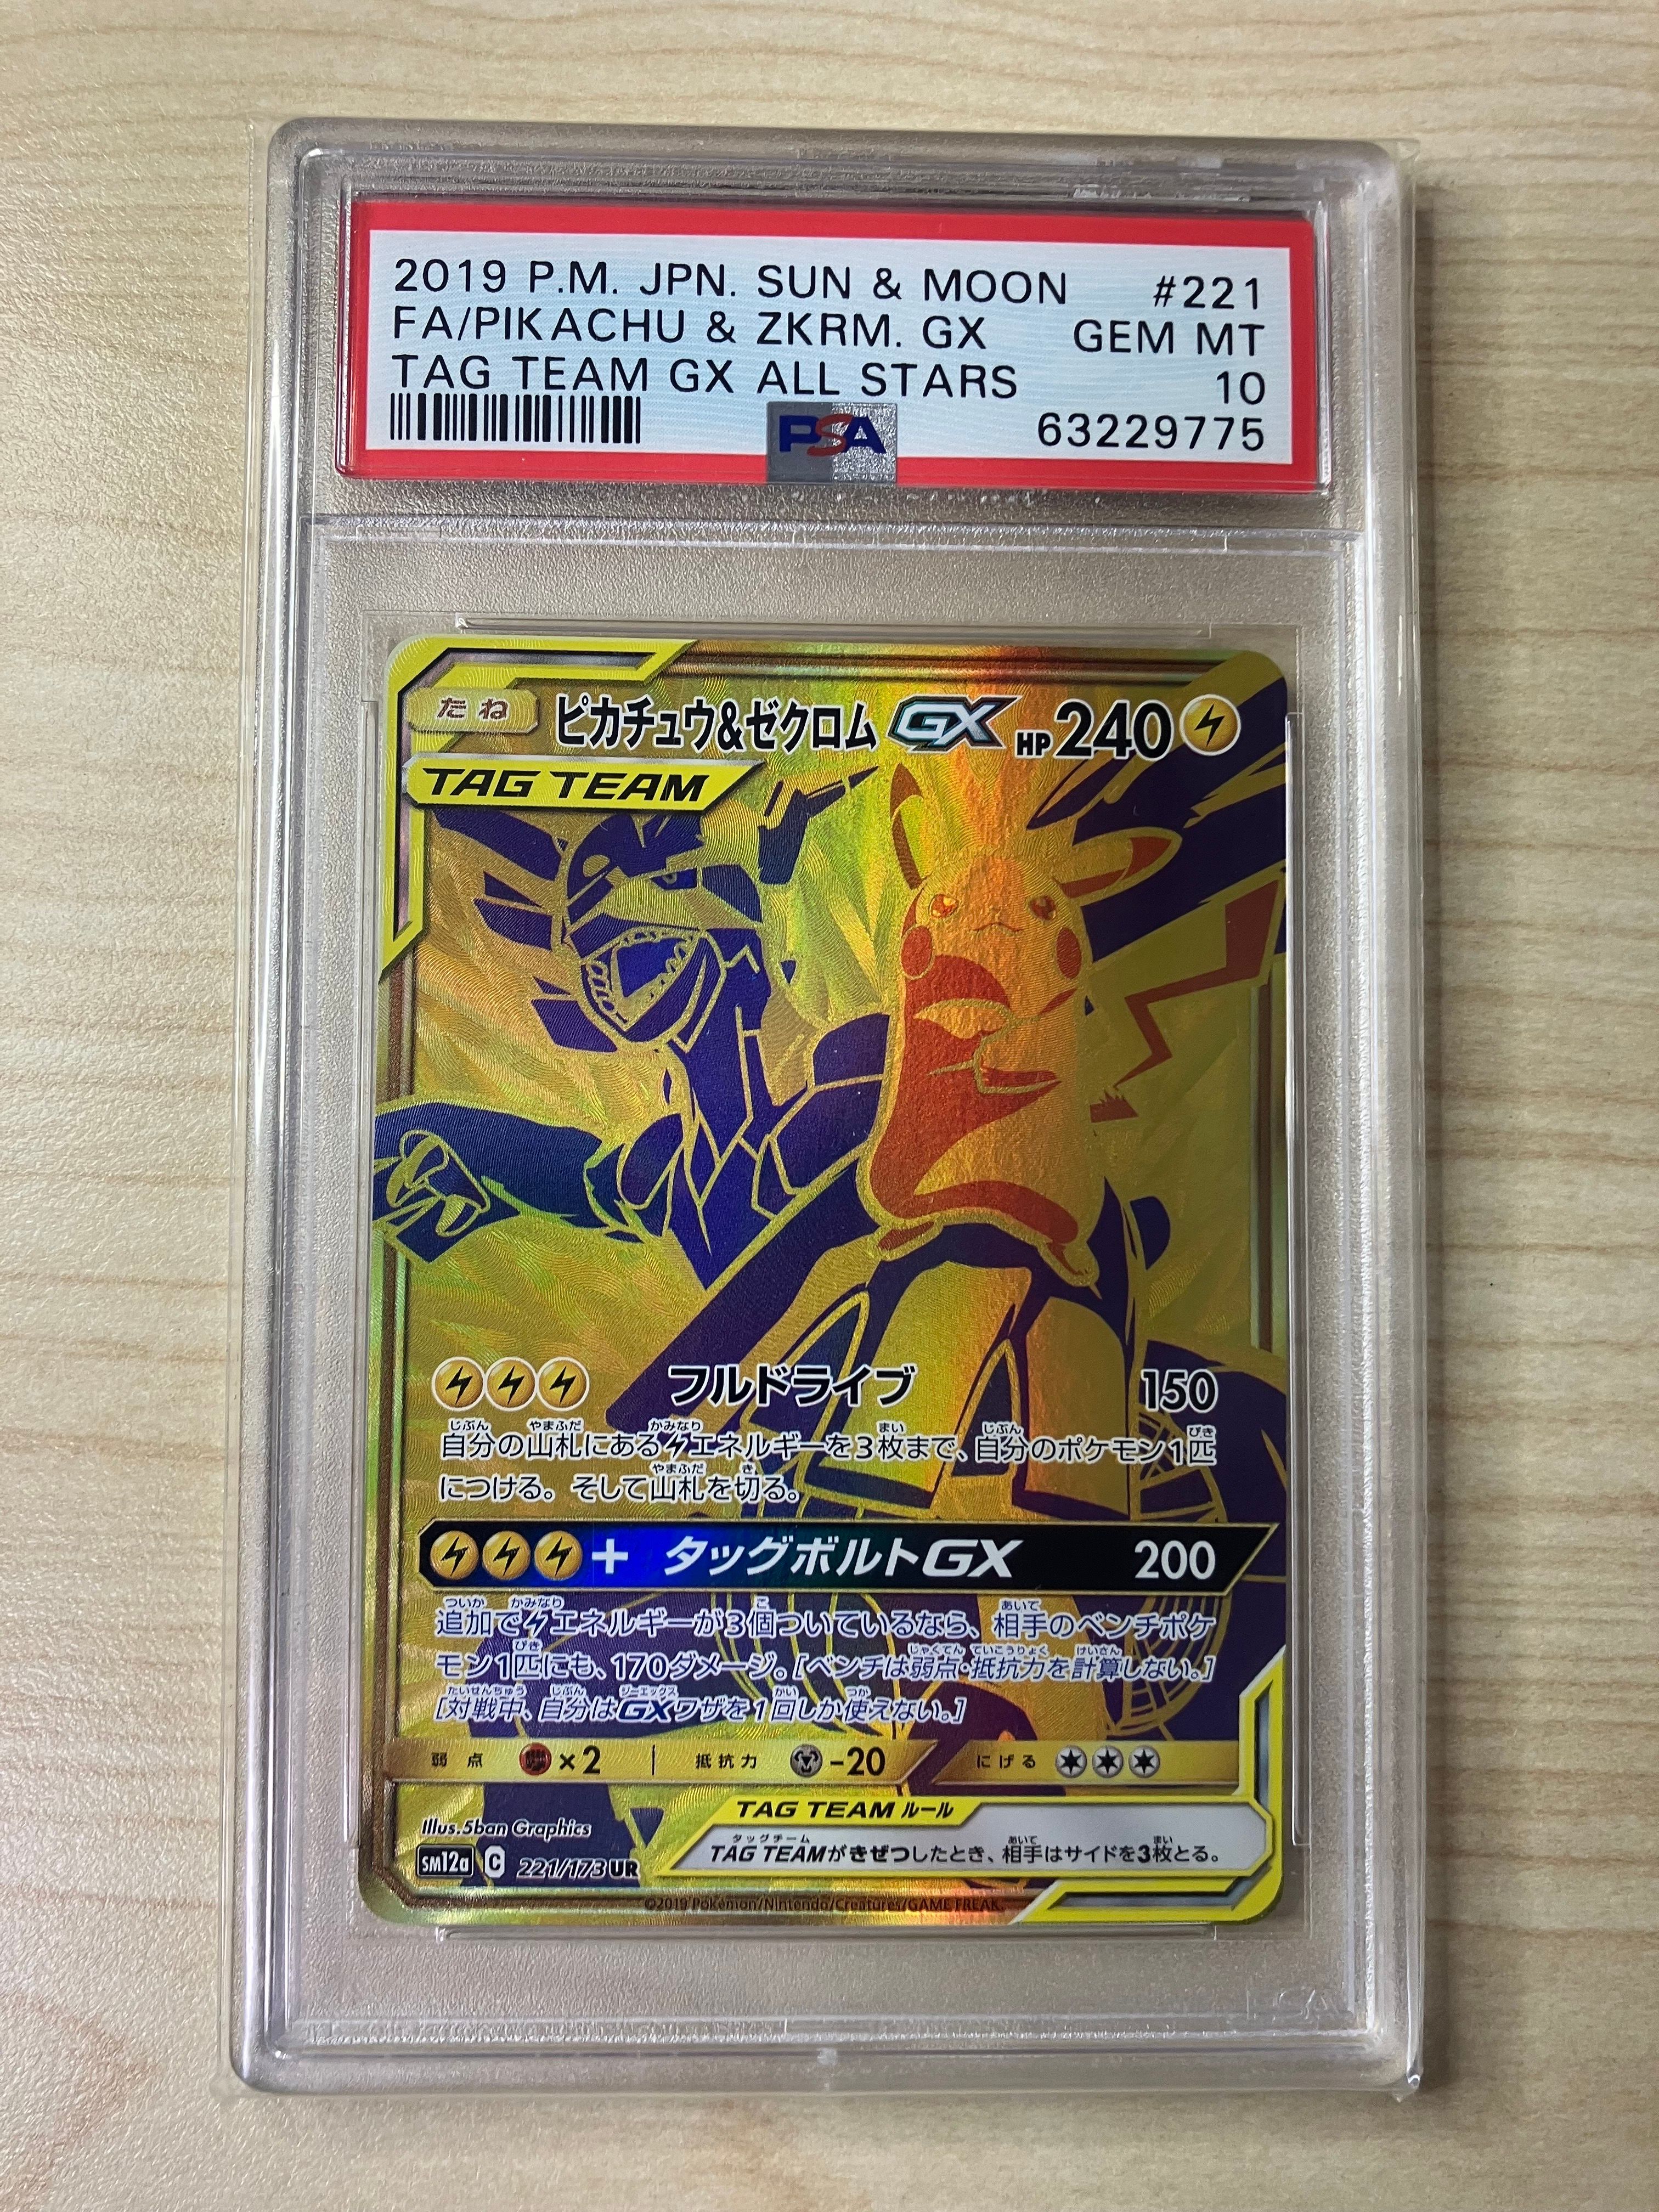 2019 P.M. JPN. SUN & MOON #221
FA/PIKACHU & ZKRM. GX GEM MT
TAG TEAM GX ALL STARS 10
PSA 63229775
たね ピカチュウ&ゼクロム GX HP 240
TAG TEAM
フルドライブ 150
自分の山札にあるエネルギーを3枚まで、自分のポケモン1匹
につける。そして山札を切る。
+ タッグボルトGX 200
追加でエネルギーが3個ついているなら、相手のベンチポケ
モン1匹にも、170ダメージ。[ベンチは弱点・抵抗力を計算しない。]
[対戦中、自分はGXワザを1回しか使えない。]
弱点 ×2 抵抗力 -20 にげる
TAG TEAM ルール
TAG TEAMがきぜつしたとき、相手はサイドを3枚とる。
Illus.5ban Graphics
SM12a C 221/173 UR
©2019 Pokémon/Nintendo/Creatures/GAME FREAK.